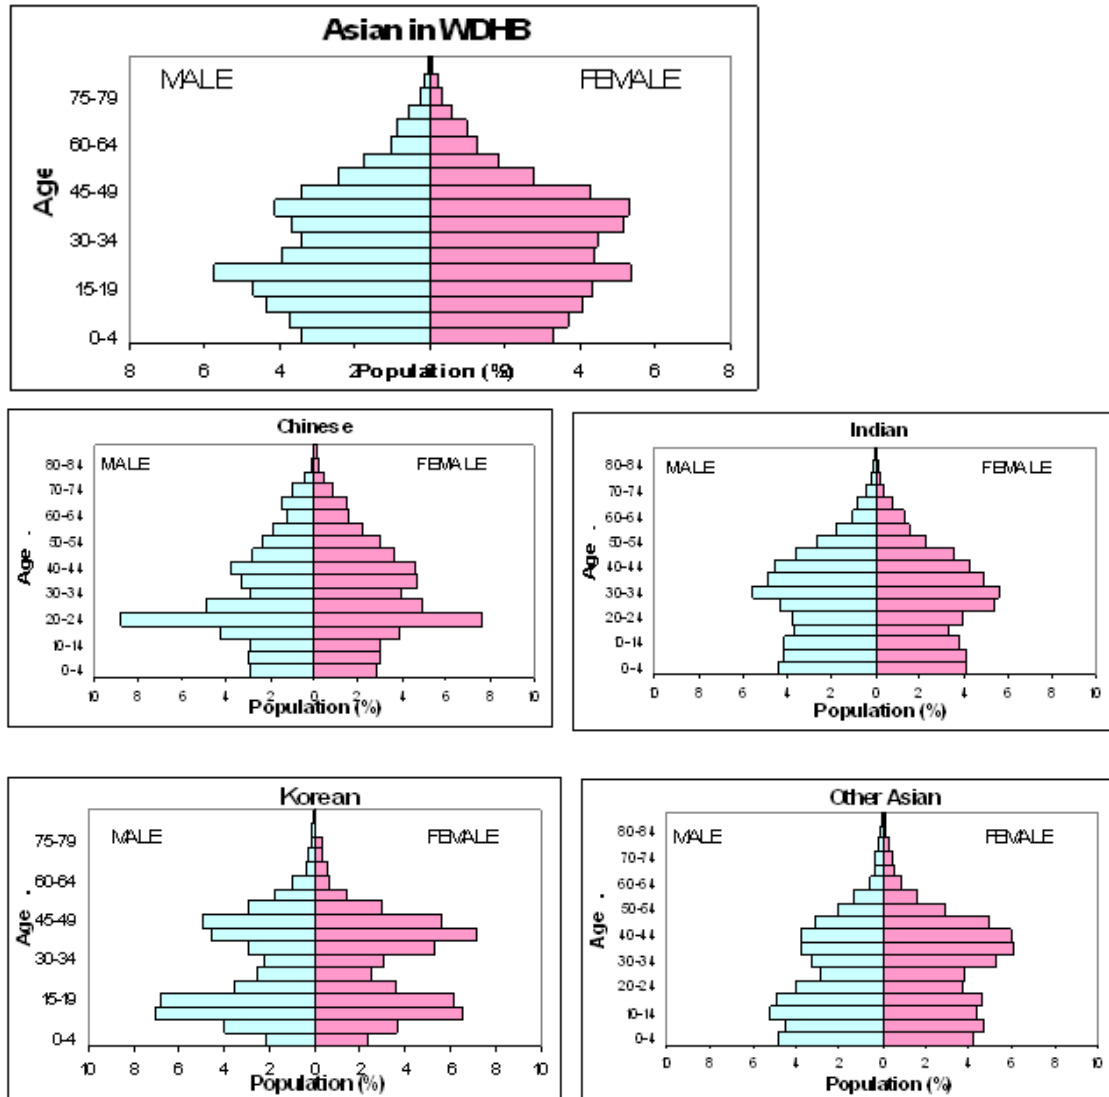 Asian in WDHB
MALE FEMALE
Age
75-79
60-64
45-49
30-34
15-19
0-4
8 6 4 2 2 4 6 8
Population (%)
Chinese
MALE FEMALE
Age .
80-84
70-74
60-64
50-54
40-44
30-34
20-24
10-14
0-4
10 8 6 4 2 0 2 4 6 8 10
Population (%)
Indian
MALE FEMALE
Age .
80-84
70-74
60-64
50-54
40-44
30-34
20-24
10-14
0-4
10 8 6 4 2 0 2 4 6 8 10
Population (%)
Korean
MALE FEMALE
Age .
75-79
60-64
45-49
30-34
15-19
0-4
10 8 6 4 2 0 2 4 6 8 10
Population (%)
Other Asian
MALE FEMALE
Age .
80-84
70-74
60-64
50-54
40-44
30-34
20-24
10-14
0-4
10 8 6 4 2 0 2 4 6 8 10
Population (%)